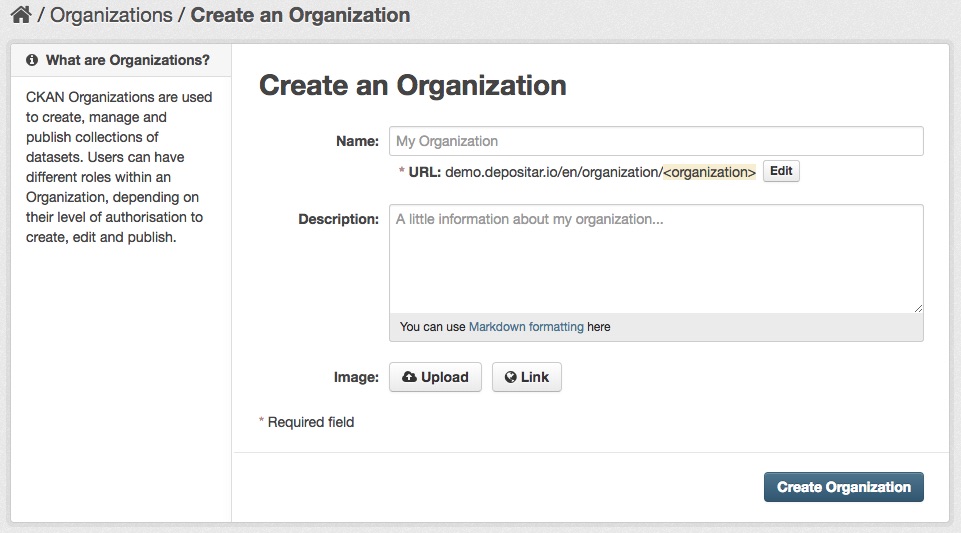 / Organizations / Create an Organization
What are Organizations?
CKAN Organizations are used
to create, manage and
publish collections of
datasets. Users can have
different roles within an
Organization, depending on
their level of authorisation to
create, edit and publish.
Create an Organization
Name: My Organization
* URL: demo.depositar.io/en/organization/<organization> Edit
Description: A little information about my organization...
You can use Markdown formatting here
Image: Upload Link
* Required field
Create Organization